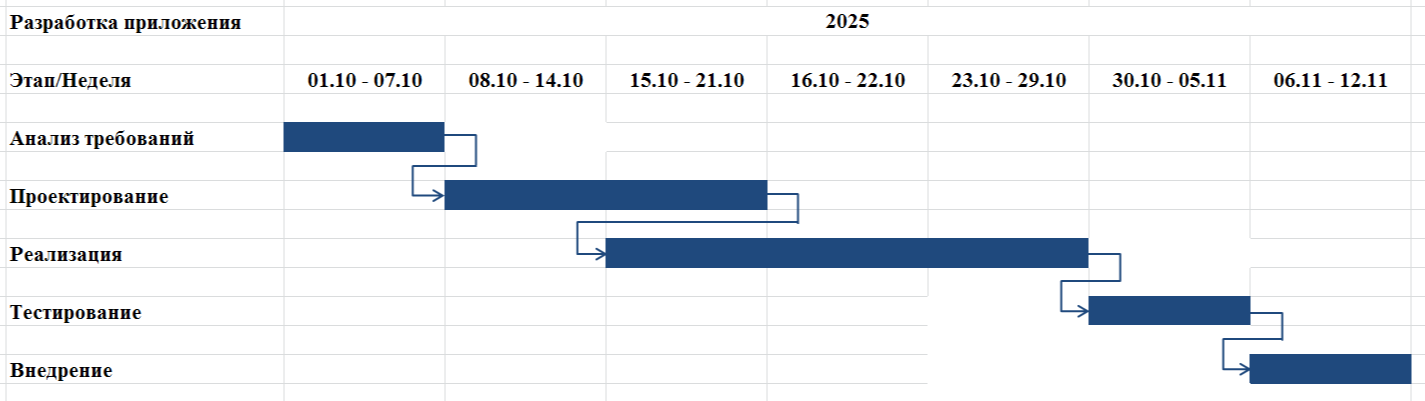 Разработка приложения 2025
Этап/Неделя 01.10 - 07.10 08.10 - 14.10 15.10 - 21.10 16.10 - 22.10 23.10 - 29.10 30.10 - 05.11 06.11 - 12.11
Анализ требований
Проектирование
Реализация
Тестирование
Внедрение